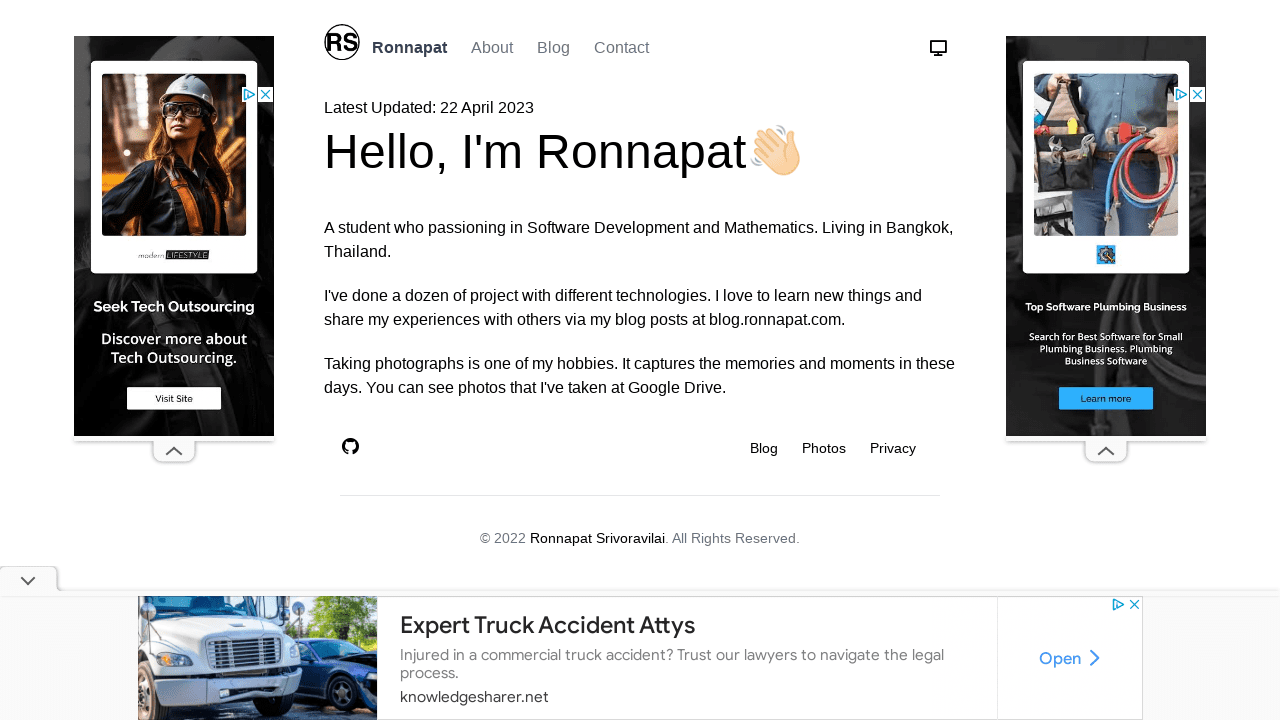 RS
Ronnapat About Blog Contact
Latest Updated: 22 April 2023
Hello, I'm Ronnapat
A student who passioning in Software Development and Mathematics. Living in Bangkok,
Thailand.
I've done a dozen of project with different technologies. I love to learn new things and
share my experiences with others via my blog posts at blog.ronnapat.com.
Taking photographs is one of my hobbies. It captures the memories and moments in these
days. You can see photos that I've taken at Google Drive.
Blog Photos Privacy
© 2022 Ronnapat Srivoravilai. All Rights Reserved.
modern LIFESTYLE
Seek Tech Outsourcing
Discover more about
Tech Outsourcing.
Visit Site
Top Software Plumbing Business
Search for Best Software for Small
Plumbing Business. Plumbing
Business Software
Learn more
Expert Truck Accident Attys
Injured in a commercial truck accident? Trust our lawyers to navigate the legal
process.
knowledgesharer.net
Open